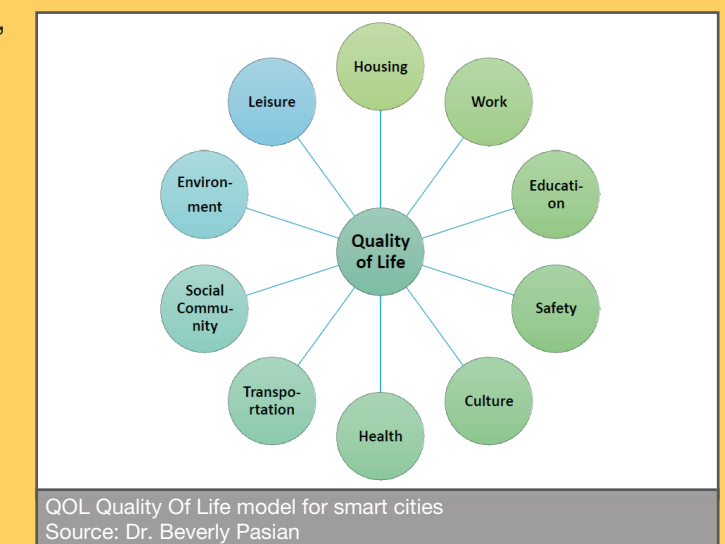 ,
Housing
Leisure
Work
Environ-
ment
Educati-
on
Quality
of Life
Social
Commu-
nity
Safety
Transpo-
rtation
Culture
Health
QOL Quality Of Life model for smart cities
Source: Dr. Beverly Pasian